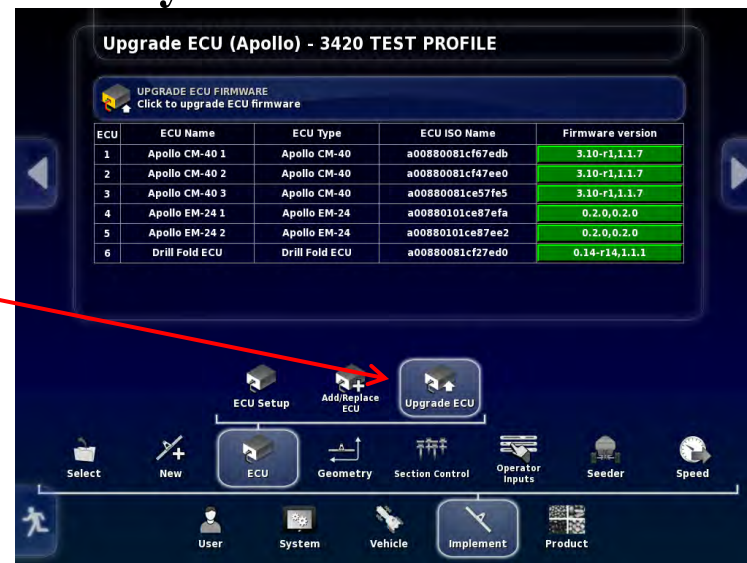 Upgrade ECU (Apollo) - 3420 TEST PROFILE
UPGRADE ECU FIRMWARE
Click to upgrade ECU firmware
ECU ECU Name ECU Type ECU ISO Name Firmware version
1 Apollo CM-40 1 Apollo CM-40 a00880081cf67edb 3.10-r1,1.1.7
2 Apollo CM-40 2 Apollo CM-40 a00880081cf47ee0 3.10-r1,1.1.7
3 Apollo CM-40 3 Apollo CM-40 a00880081ce57fe5 3.10-r1,1.1.7
4 Apollo EM-24 1 Apollo EM-24 a00880101ce87efa 0.2.0,0.2.0
5 Apollo EM-24 2 Apollo EM-24 a00880101ce87ee2 0.2.0,0.2.0
6 Drill Fold ECU Drill Fold ECU a00880081cf27ed0 0.14-r14,1.1.1
ECU Setup Add/Replace ECU Upgrade ECU
Select New ECU Geometry Section Control Operator Inputs Seeder Speed
User System Vehicle Implement Product